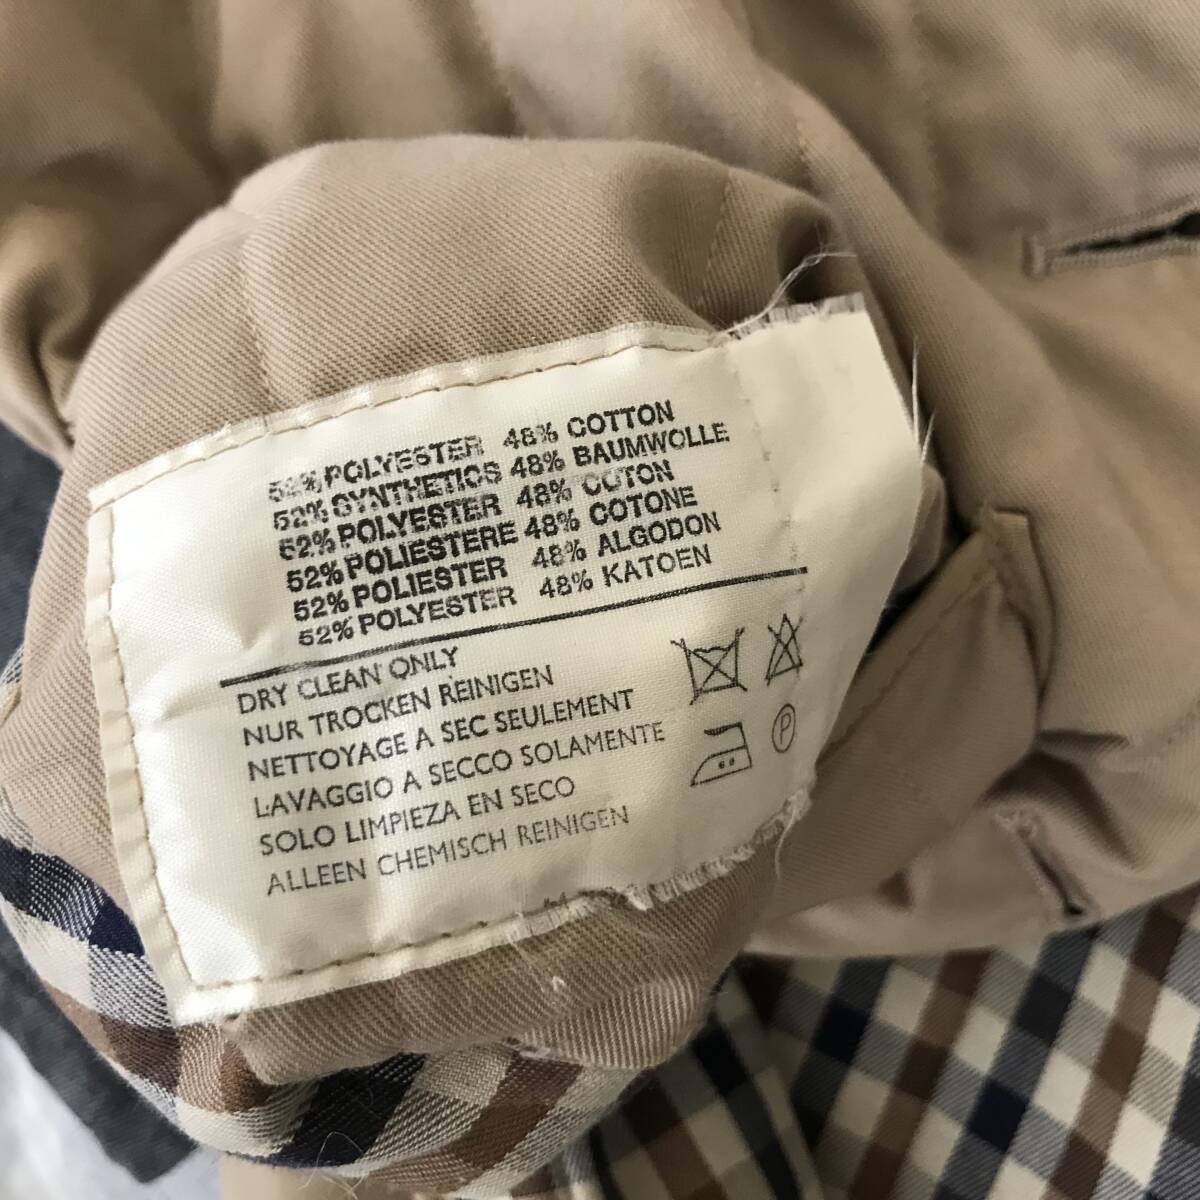 52% POLYESTER 48% COTTON
52% SYNTHETICS 48% BAUMWOLLE
52% POLYESTER 48% COTON
52% POLIESTERE 48% COTONE
52% POLIESTER 48% ALGODON
52% POLYESTER 48% KATOEN
DRY CLEAN ONLY
NUR TROCKEN REINIGEN
NETTOYAGE A SEC SEULEMENT
LAVAGGIO A SECCO SOLAMENTE
SOLO LIMPIEZA EN SECO
ALLEEN CHEMISCH REINIGEN
P